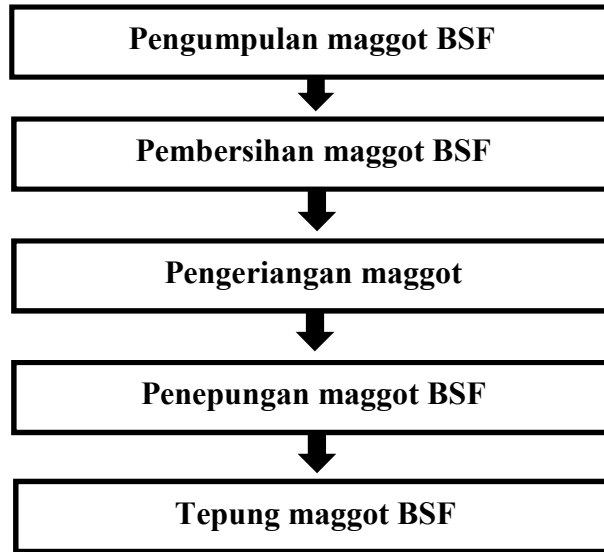 Pengumpulan maggot BSF
Pembersihan maggot BSF
Pengeriangan maggot
Penepungan maggot BSF
Tepung maggot BSF